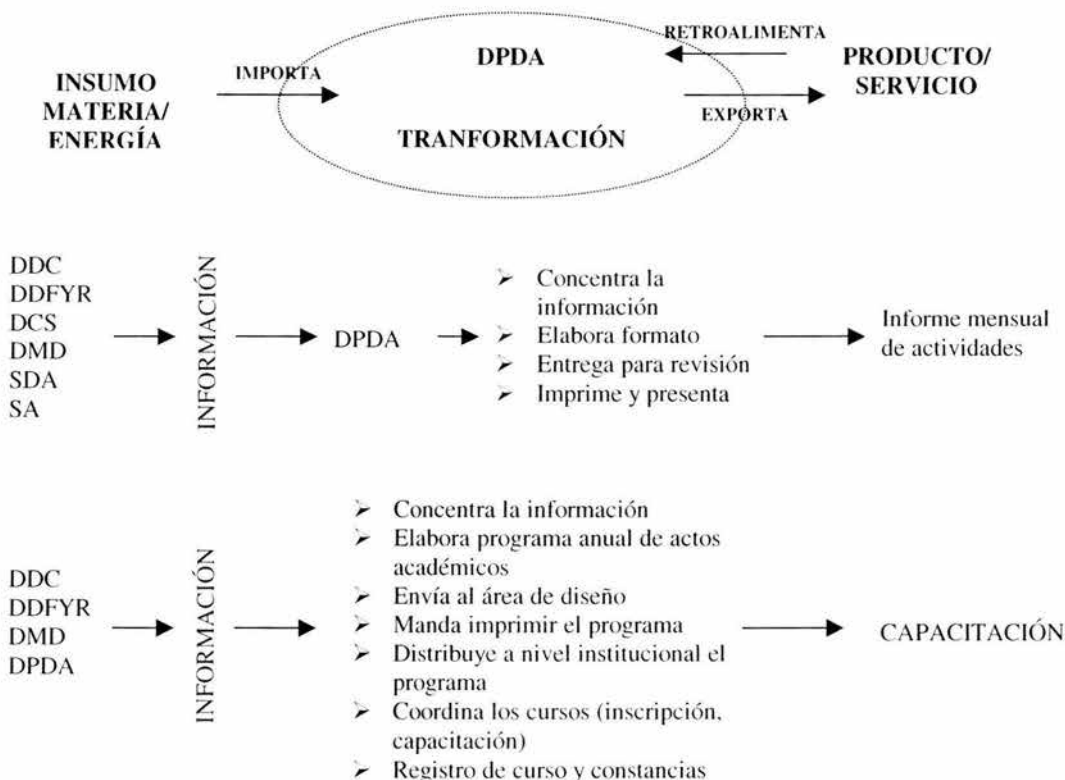 RETROALIMENTA
DPDA
PRODUCTO/
SERVICIO
IMPORTA
INSUMO
MATERIA/
ENERGÍA
EXPORTA
TRANFORMACIÓN
DDC
DDFYR
DCS
DMD
SDA
SA
INFORMACIÓN
DPDA
➢ Concentra la
información
➢ Elabora formato
➢ Entrega para revisión
➢ Imprime y presenta
Informe mensual
de actividades
DDC
DDFYR
DMD
DPDA
INFORMACIÓN
➢ Concentra la información
➢ Elabora programa anual de actos
académicos
➢ Envía al área de diseño
➢ Manda imprimir el programa
➢ Distribuye a nivel institucional el
programa
➢ Coordina los cursos (inscripción,
capacitación)
➢ Registro de curso y constancias
CAPACITACIÓN